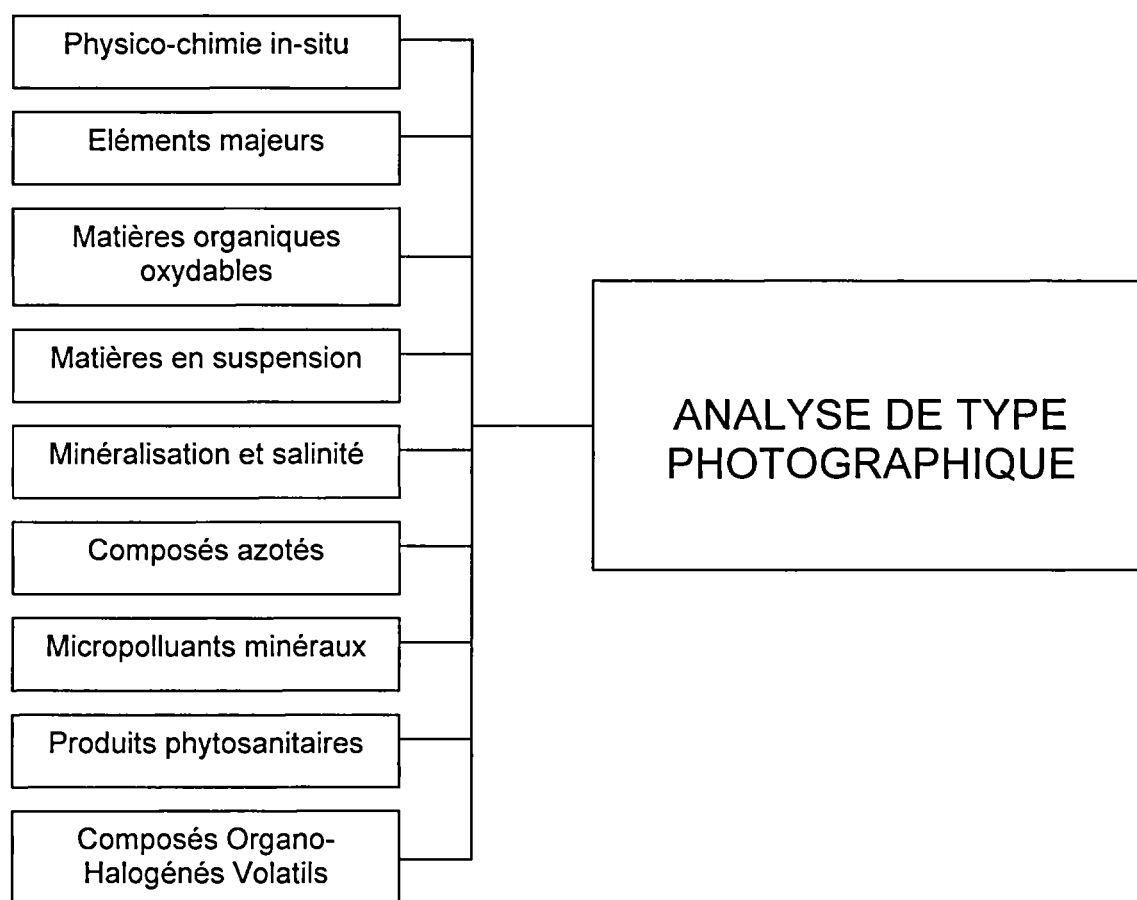 Physico-chimie in-situ
Eléments majeurs
Matières organiques
oxydables
Matières en suspension
Minéralisation et salinité
Composés azotés
Micropolluants minéraux
Produits phytosanitaires
Composés Organo-
Halogénés Volatils
ANALYSE DE TYPE
PHOTOGRAPHIQUE